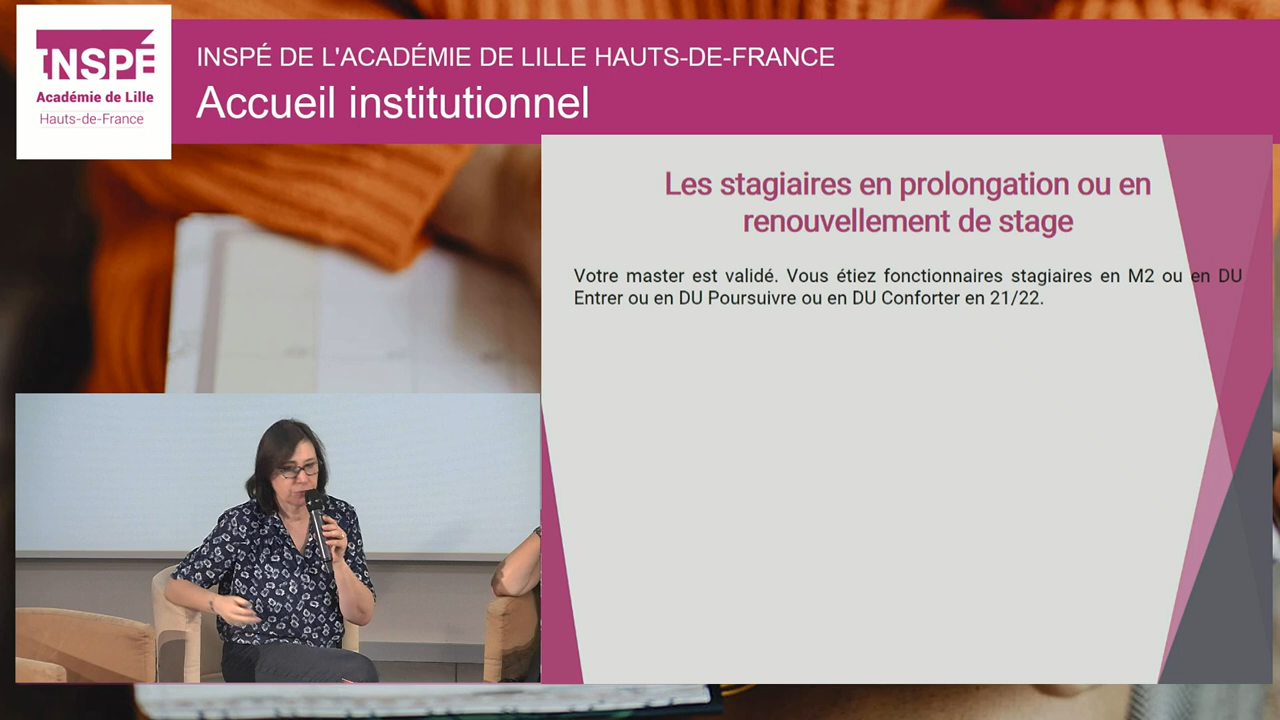 INSPÉ
Académie de Lille
Hauts-de-France
INSPÉ DE L'ACADÉMIE DE LILLE HAUTS-DE-FRANCE
Accueil institutionnel
Les stagiaires en prolongation ou en
renouvellement de stage
Votre master est validé. Vous étiez fonctionnaires stagiaires en M2 ou en DU
Entrer ou en DU Poursuivre ou en DU Conforter en 21/22.